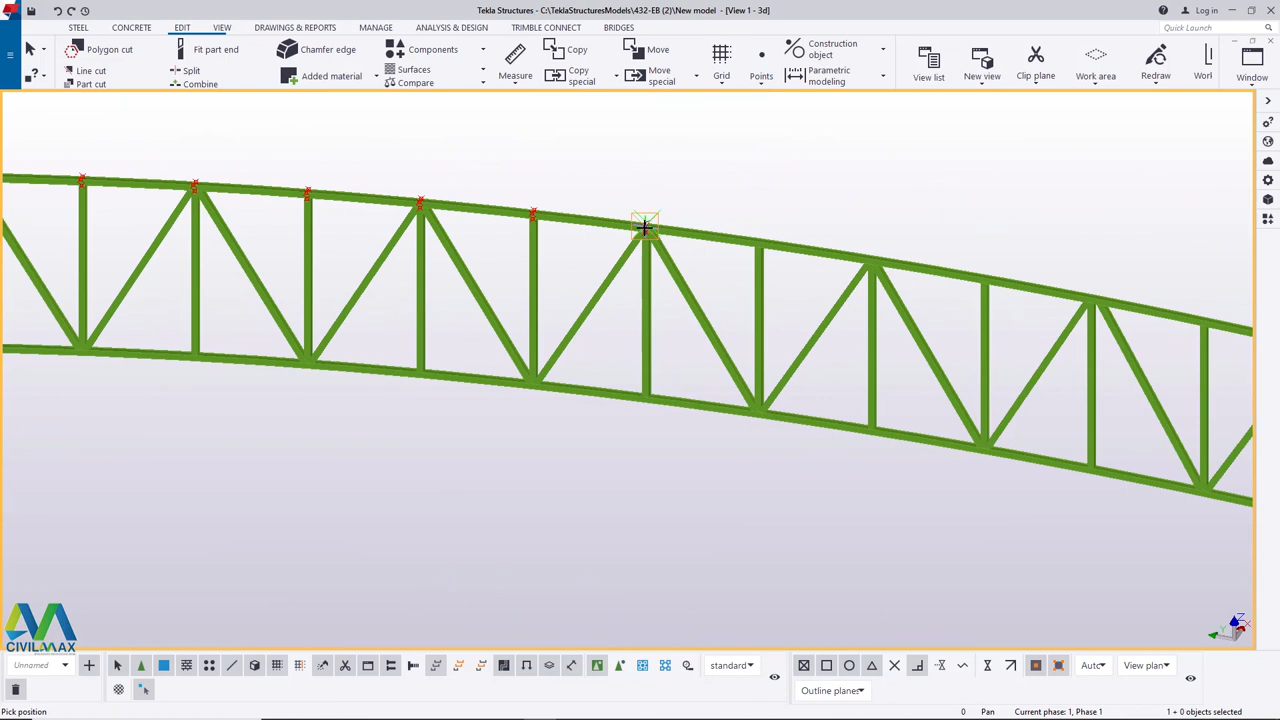 Tekla Structures - C:\TeklaStructuresModels\432-EB (2)\New model - [View 1 - 3d]
Log in
STEEL CONCRETE EDIT VIEW DRAWINGS & REPORTS MANAGE ANALYSIS & DESIGN TRIMBLE CONNECT BRIDGES
Quick Launch
Polygon cut
Line cut
Part cut
Fit part end
Split
Combine
Chamfer edge
Added material
Components
Surfaces
Compare
Measure
Copy
Copy special
Move
Move special
Grid
Points
Construction object
Parametric modeling
View list
New view
Clip plane
Work area
Redraw
Worl
Window
Z
CIVILMAX
Unnamed
standard
Auto
View plan
Outline planes
Pick position
0
Pan
Current phase: 1, Phase 1
1 + 0 objects selected